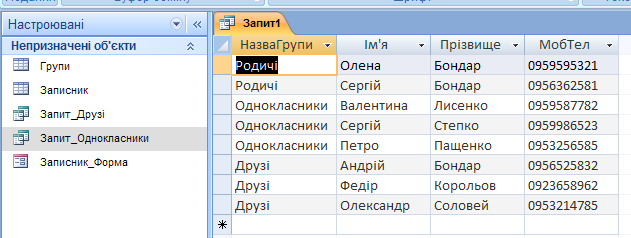 Настроювані
Непризначені об'єкти
Групи
Записник
Запит_Друзі
Запит_Однокласники
Записник_Форма
Запит1
НазваГрупи Ім'я Прізвище МобТел
Родичі Олена Бондар 0959595321
Родичі Сергій Бондар 0956362581
Однокласники Валентина Лисенко 0959587782
Однокласники Сергій Степко 0959986523
Однокласники Петро Пащенко 0953256585
Друзі Андрій Бондар 0956525832
Друзі Федір Корольов 0923658962
Друзі Олександр Соловей 0953214785